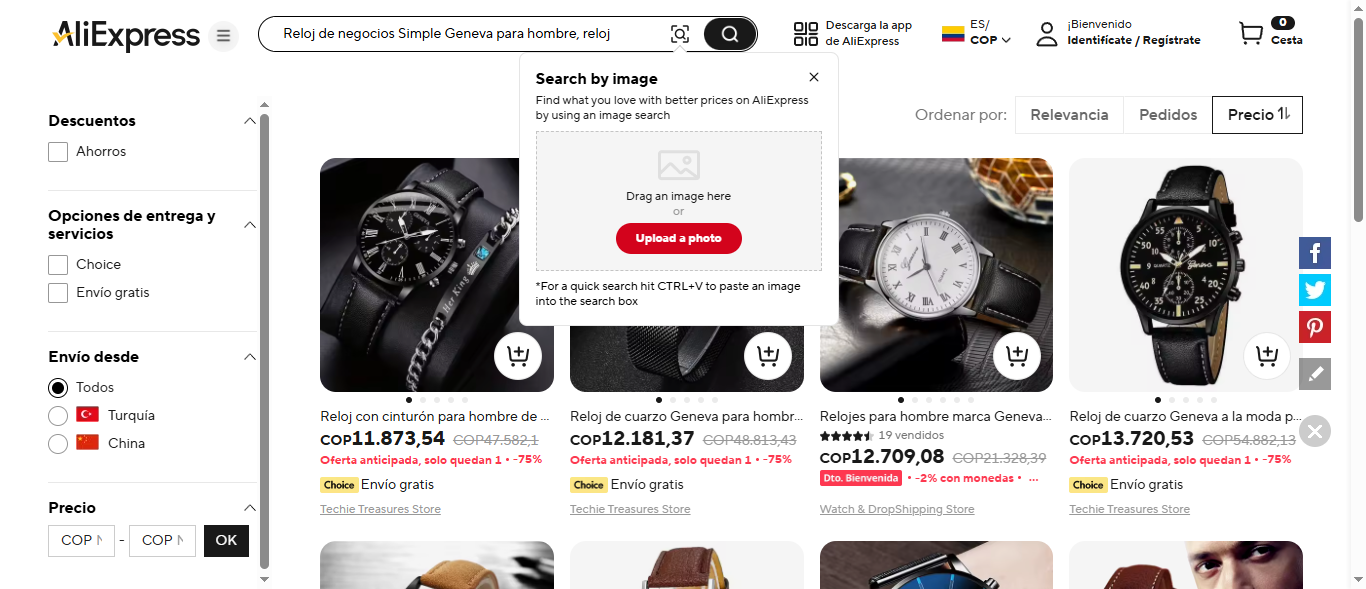 AliExpress
Reloj de negocios Simple Geneva para hombre, reloj
Descarga la app
de AliExpress
ES/
COP
¡Bienvenido
Identifícate / Regístrate
0
Cesta
Search by image
Find what you love with better prices on AliExpress
by using an image search
Drag an image here
or
Upload a photo
*For a quick search hit CTRL+V to paste an image
into the search box
Descuentos
Ahorros
Opciones de entrega y
servicios
Choice
Envío gratis
Envío desde
Todos
Turquía
China
Precio
COP
-
COP
OK
Ordenar por:
Relevancia
Pedidos
Precio
Reloj con cinturón para hombre de ...
COP11.873,54 COP47.582,1
Oferta anticipada, solo quedan 1 • -75%
Choice Envío gratis
Techie Treasures Store
Reloj de cuarzo Geneva para hombr...
COP12.181,37 COP48.813,43
Oferta anticipada, solo quedan 1 • -75%
Choice Envío gratis
Techie Treasures Store
Relojes para hombre marca Geneva...
19 vendidos
COP12.709,08 COP21.328,39
Dto. Bienvenida • -2% con monedas • ...
Watch & DropShipping Store
Reloj de cuarzo Geneva a la moda p...
COP13.720,53 COP54.882,13
Oferta anticipada, solo quedan 1 • -75%
Choice Envío gratis
Techie Treasures Store
Her King
Geneva
QUARTZ